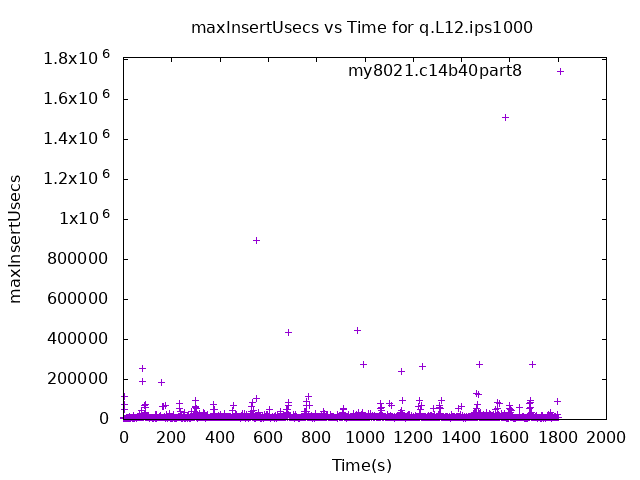 maxInsertUsecs vs Time for q.L12.ips1000
my8021.c14b40part8
1.8x10^6
1.6x10^6
1.4x10^6
1.2x10^6
1x10^6
800000
600000
400000
200000
0
maxInsertUsecs
0 200 400 600 800 1000 1200 1400 1600 1800 2000
Time(s)